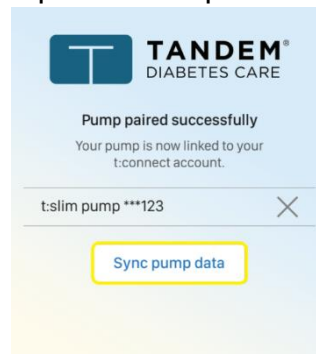 TANDEM®
DIABETES CARE
Pump paired successfully
Your pump is now linked to your
t:connect account.
t:slim pump ***123
Sync pump data